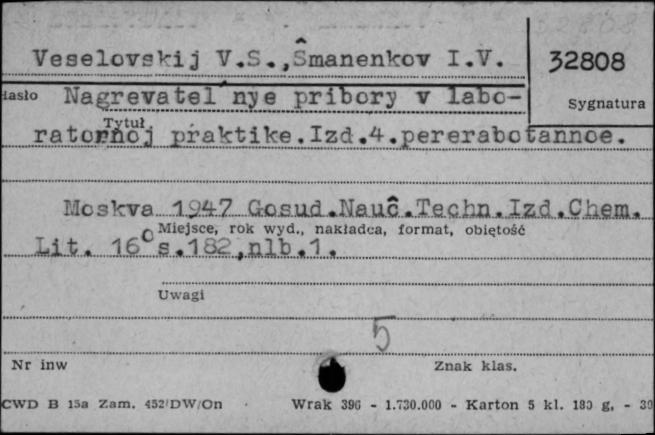 Veselovskij V.S., Ŝmanenkov I.V.
32808
Hasło Nagrevatel'nye pribory v labo-
Sygnatura
Tytuł
ratornoj praktike.Izd.4.pererabotannoe.
Moskva 1947 Gosud.Nauĉ.Techn.Izd.Chem.
Miejsce, rok wyd., nakładca, format, objętość
Lit. 16° s.182,nlb.1.
Uwagi
5
Nr inw
Znak klas.
CWD B 15a Zam. 452/DW/On Wrak 396 - 1.730.000 - Karton 5 kl. 180 g, - 30